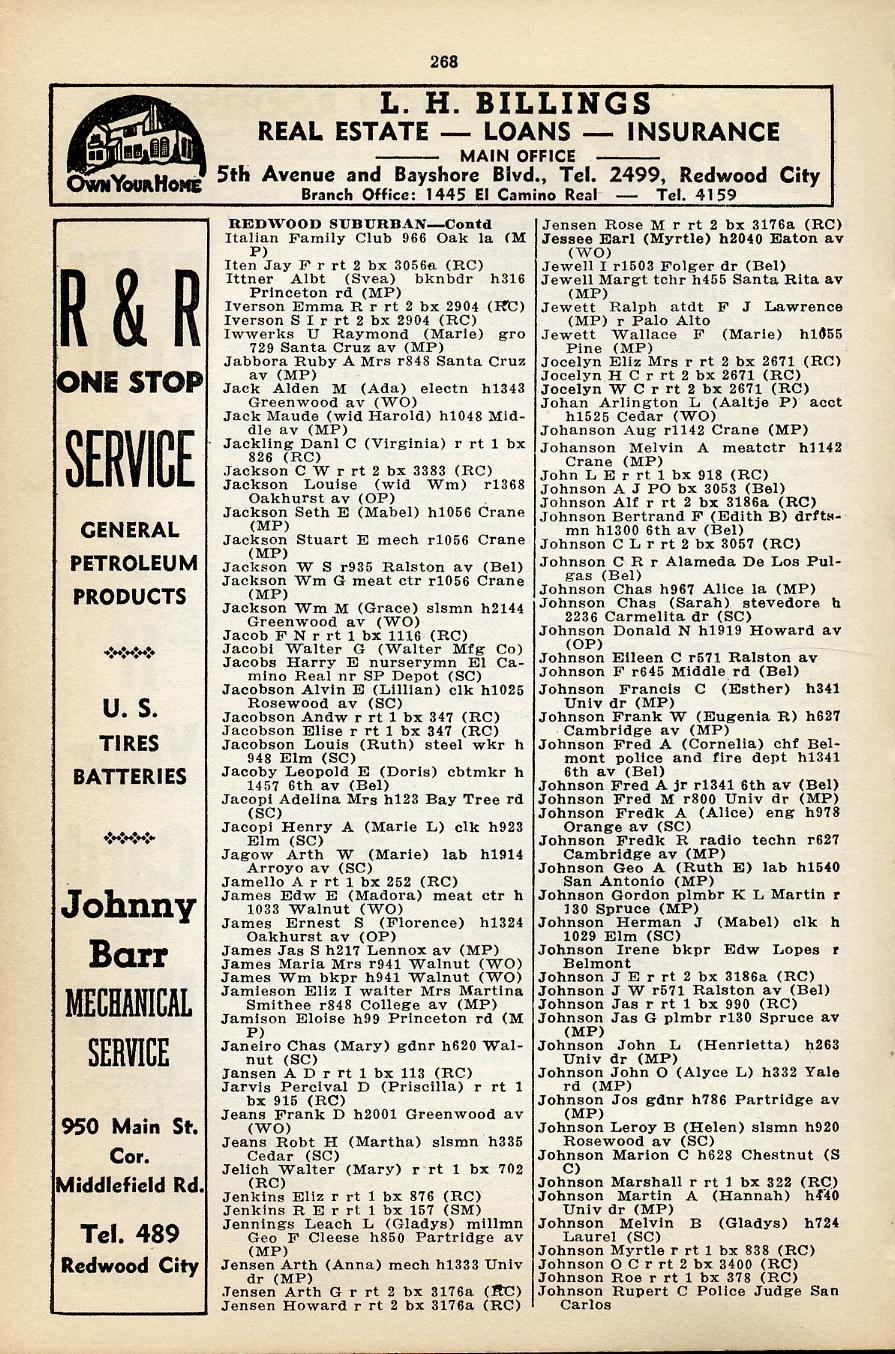 268
OWN YOUR HOME
L. H. BILLINGS
REAL ESTATE — LOANS — INSURANCE
MAIN OFFICE
5th Avenue and Bayshore Blvd., Tel. 2499, Redwood City
Branch Office: 1445 El Camino Real — Tel. 4159
R & R
ONE STOP
SERVICE
GENERAL
PETROLEUM
PRODUCTS
U. S.
TIRES
BATTERIES
Johnny
Barr
MECHANICAL
SERVICE
950 Main St.
Cor.
Middlefield Rd.
Tel. 489
Redwood City
REDWOOD SUBURBAN—Contd
Italian Family Club 966 Oak la (M
P)
Iten Jay F r rt 2 bx 3056a (RC)
Ittner Albt (Svea) bknbdr h316
Princeton rd (MP)
Iverson Emma R r rt 2 bx 2904 (RC)
Iverson S I r rt 2 bx 2904 (RC)
Iwwerks U Raymond (Marie) gro
729 Santa Cruz av (MP)
Jabbora Ruby A Mrs r848 Santa Cruz
av (MP)
Jack Alden M (Ada) electn h1343
Greenwood av (WO)
Jack Maude (wid Harold) h1048 Mid-
dle av (MP)
Jackling Danl C (Virginia) r rt 1 bx
826 (RC)
Jackson C W r rt 2 bx 3383 (RC)
Jackson Louise (wid Wm) r1368
Oakhurst av (OP)
Jackson Seth E (Mabel) h1056 Crane
(MP)
Jackson Stuart E mech r1056 Crane
(MP)
Jackson W S r935 Ralston av (Bel)
Jackson Wm G meat ctr r1056 Crane
(MP)
Jackson Wm M (Grace) slsmn h2144
Greenwood av (WO)
Jacob F N r rt 1 bx 1116 (RC)
Jacobi Walter G (Walter Mfg Co)
Jacobs Harry E nurserymn El Ca-
mino Real nr SP Depot (SC)
Jacobson Alvin E (Lillian) clk h1025
Rosewood av (SC)
Jacobson Andw r rt 1 bx 347 (RC)
Jacobson Elise r rt 1 bx 347 (RC)
Jacobson Louis (Ruth) steel wkr h
948 Elm (SC)
Jacoby Leopold E (Doris) cbtmkr h
1457 6th av (Bel)
Jacopi Adelina Mrs h123 Bay Tree rd
(SC)
Jacopi Henry A (Marie L) clk h923
Elm (SC)
Jagow Arth W (Marie) lab h1914
Arroyo av (SC)
Jamello A r rt 1 bx 252 (RC)
James Edw E (Madora) meat ctr h
1033 Walnut (WO)
James Ernest S (Florence) h1324
Oakhurst av (OP)
James Jas S h217 Lennox av (MP)
James Maria Mrs r941 Walnut (WO)
James Wm bkpr h941 Walnut (WO)
Jamieson Eliz I waiter Mrs Martina
Smithee r848 College av (MP)
Jamison Eloise h99 Princeton rd (M
P)
Janeiro Chas (Mary) gdnr h620 Wal-
nut (SC)
Jansen A D r rt 1 bx 113 (RC)
Jarvis Percival D (Priscilla) r rt 1
bx 915 (RC)
Jeans Frank D h2001 Greenwood av
(WO)
Jeans Robt H (Martha) slsmn h335
Cedar (SC)
Jelich Walter (Mary) r rt 1 bx 702
(RC)
Jenkins Eliz r rt 1 bx 876 (RC)
Jenkins R E r rt 1 bx 157 (SM)
Jennings Leach L (Gladys) millmn
Geo F Cleese h850 Partridge av
(MP)
Jensen Arth (Anna) mech h1333 Univ
dr (MP)
Jensen Arth G r rt 2 bx 3176a (RC)
Jensen Howard r rt 2 bx 3176a (RC)
Jensen Rose M r rt 2 bx 3176a (RC)
Jessee Earl (Myrtle) h2040 Eaton av
(WO)
Jewell I r1503 Folger dr (Bel)
Jewell Margt tchr h455 Santa Rita av
(MP)
Jewett Ralph atdt F J Lawrence
(MP) r Palo Alto
Jewett Wallace F (Marie) h1055
Pine (MP)
Jocelyn Eliz Mrs r rt 2 bx 2671 (RC)
Jocelyn H C r rt 2 bx 2671 (RC)
Jocelyn W C r rt 2 bx 2671 (RC)
Johan Arlington L (Aaltje P) acct
h1525 Cedar (WO)
Johanson Aug r1142 Crane (MP)
Johanson Melvin A meatctr h1142
Crane (MP)
John L E r rt 1 bx 918 (RC)
Johnson A J PO bx 3053 (Bel)
Johnson Alf r rt 2 bx 3186a (RC)
Johnson Bertrand F (Edith B) drfts-
mn h1300 6th av (Bel)
Johnson C L r rt 2 bx 3057 (RC)
Johnson C R r Alameda De Los Pul-
gas (Bel)
Johnson Chas h967 Alice la (MP)
Johnson Chas (Sarah) stevedore h
2236 Carmelita dr (SC)
Johnson Donald N h1919 Howard av
(OP)
Johnson Eileen C r571 Ralston av
Johnson F r645 Middle rd (Bel)
Johnson Francis C (Esther) h341
Univ dr (MP)
Johnson Frank W (Eugenia R) h627
Cambridge av (MP)
Johnson Fred A (Cornelia) chf Bel-
mont police and fire dept h1341
6th av (Bel)
Johnson Fred A jr r1341 6th av (Bel)
Johnson Fred M r800 Univ dr (MP)
Johnson Fredk A (Alice) eng h978
Orange av (SC)
Johnson Fredk R radio techn r627
Cambridge av (MP)
Johnson Geo A (Ruth E) lab h1540
San Antonio (MP)
Johnson Gordon plmbr K L Martin r
130 Spruce (MP)
Johnson Herman J (Mabel) clk h
1029 Elm (SC)
Johnson Irene bkpr Edw Lopes r
Belmont
Johnson J E r rt 2 bx 3186a (RC)
Johnson J W r571 Ralston av (Bel)
Johnson Jas r rt 1 bx 990 (RC)
Johnson Jas G plmbr r130 Spruce av
(MP)
Johnson John L (Henrietta) h263
Univ dr (MP)
Johnson John O (Alyce L) h332 Yale
rd (MP)
Johnson Jos gdnr h786 Partridge av
(MP)
Johnson Leroy B (Helen) slsmn h920
Rosewood av (SC)
Johnson Marion C h628 Chestnut (S
C)
Johnson Marshall r rt 1 bx 322 (RC)
Johnson Martin A (Hannah)
Univ dr (MP)
Johnson Melvin B (Gladys) h724
Laurel (SC)
Johnson Myrtle r rt 1 bx 838 (RC)
Johnson O C r rt 2 bx 3400 (RC)
Johnson Roe r rt 1 bx 378 (RC)
Johnson Rupert C Police Judge San
Carlos